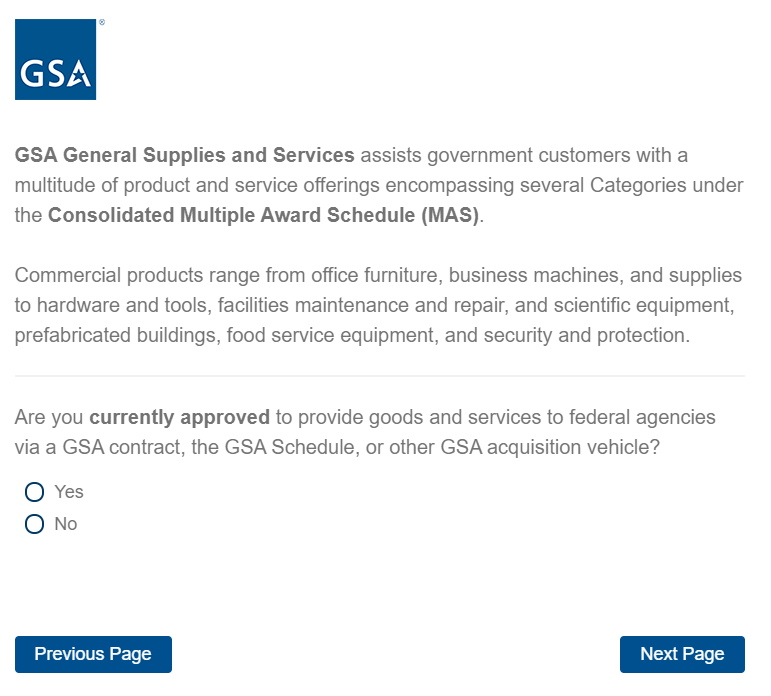 ®
GSA
GSA General Supplies and Services assists government customers with a
multitude of product and service offerings encompassing several Categories under
the Consolidated Multiple Award Schedule (MAS).
Commercial products range from office furniture, business machines, and supplies
to hardware and tools, facilities maintenance and repair, and scientific equipment,
prefabricated buildings, food service equipment, and security and protection.
Are you currently approved to provide goods and services to federal agencies
via a GSA contract, the GSA Schedule, or other GSA acquisition vehicle?
Yes
No
Previous Page
Next Page